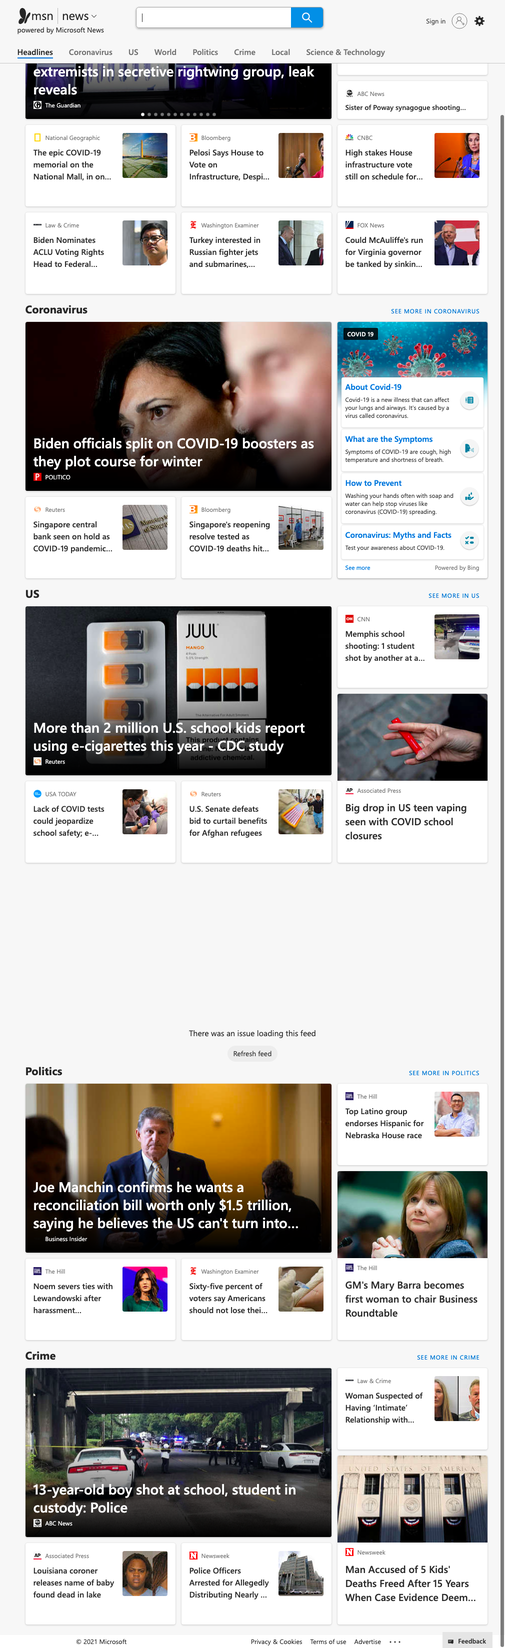 msn news
powered by Microsoft News
Sign in
Headlines Coronavirus US World Politics Crime Local Science & Technology
extremists in secretive rightwing group, leak
reveals
The Guardian
ABC News
Sister of Poway synagogue shooting...
National Geographic
The epic COVID-19
memorial on the
National Mall, in on...
Bloomberg
Pelosi Says House to
Vote on
Infrastructure, Despi...
CNBC
High stakes House
infrastructure vote
still on schedule for...
Law & Crime
Biden Nominates
ACLU Voting Rights
Head to Federal...
Washington Examiner
Turkey interested in
Russian fighter jets
and submarines,...
FOX News
Could McAuliffe's run
for Virginia governor
be tanked by sinkin...
Coronavirus
SEE MORE IN CORONAVIRUS
Biden officials split on COVID-19 boosters as
they plot course for winter
POLITICO
COVID 19
About Covid-19
Covid-19 is a new illness that can affect
your lungs and airways. It's caused by a
virus called coronavirus.
What are the Symptoms
Symptoms of COVID-19 are cough, high
temperature and shortness of breath.
How to Prevent
Washing your hands often with soap and
water can help stop viruses like
coronavirus (COVID-19) spreading.
Coronavirus: Myths and Facts
Test your awareness about COVID-19.
See more
Powered by Bing
Reuters
Singapore central
bank seen on hold as
COVID-19 pandemic...
Bloomberg
Singapore's reopening
resolve tested as
COVID-19 deaths hit...
US
SEE MORE IN US
JUUL
MANGO
More than 2 million U.S. school kids report
using e-cigarettes this year - CDC study
addictive chemical.
Reuters
CNN
Memphis school
shooting: 1 student
shot by another at a...
AP Associated Press
Big drop in US teen vaping
seen with COVID school
closures
USA TODAY
Lack of COVID tests
could jeopardize
school safety; e-...
Reuters
U.S. Senate defeats
bid to curtail benefits
for Afghan refugees
There was an issue loading this feed
Refresh feed
Politics
SEE MORE IN POLITICS
Joe Manchin confirms he wants a
reconciliation bill worth only $1.5 trillion,
saying he believes the US can't turn into...
Business Insider
The Hill
Top Latino group
endorses Hispanic for
Nebraska House race
The Hill
GM's Mary Barra becomes
first woman to chair Business
Roundtable
The Hill
Noem severs ties with
Lewandowski after
harassment...
Washington Examiner
Sixty-five percent of
voters say Americans
should not lose thei...
Crime
SEE MORE IN CRIME
13-year-old boy shot at school, student in
custody: Police
ABC News
Law & Crime
Woman Suspected of
Having 'Intimate'
Relationship with...
Newsweek
Man Accused of 5 Kids'
Deaths Freed After 15 Years
When Case Evidence Deem...
AP Associated Press
Louisiana coroner
releases name of baby
found dead in lake
Newsweek
Police Officers
Arrested for Allegedly
Distributing Nearly ...
© 2021 Microsoft
Privacy & Cookies Terms of use Advertise ...
Feedback